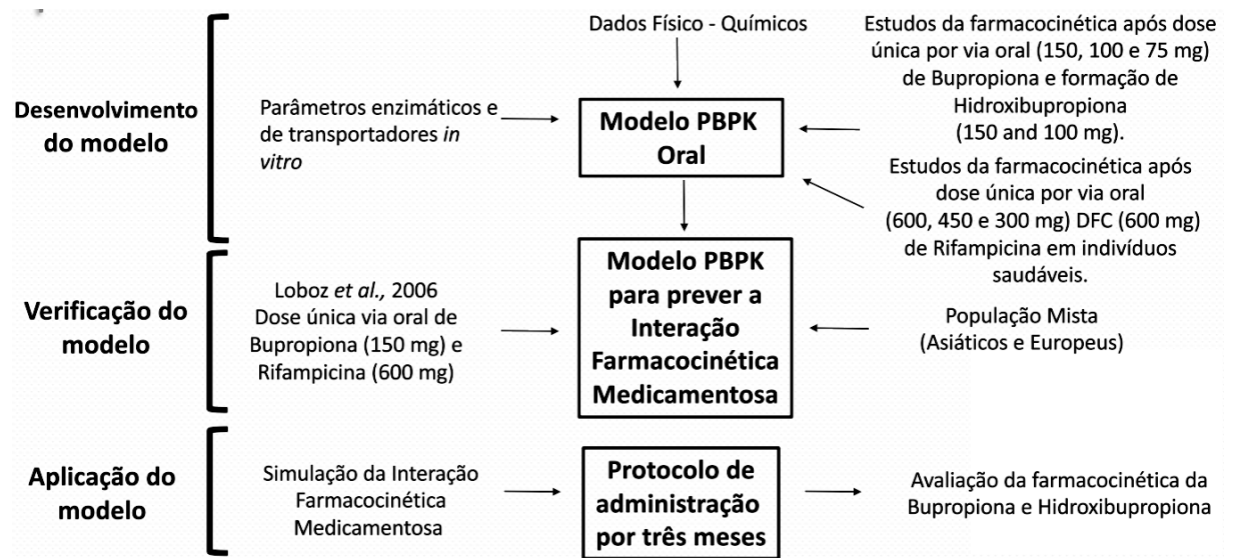 Desenvolvimento
do modelo
Parâmetros enzimáticos e
de transportadores in
vitro
Dados Físico - Químicos
Modelo PBPK
Oral
Estudos da farmacocinética após dose
única por via oral (150, 100 e 75 mg)
de Bupropiona e formação de
Hidroxibupropiona
(150 and 100 mg).
Estudos da farmacocinética após
dose única por via oral
(600, 450 e 300 mg) DFC (600 mg)
de Rifampicina em indivíduos
saudáveis.
Verificação do
modelo
Loboz et al., 2006
Dose única via oral de
Bupropiona (150 mg) e
Rifampicina (600 mg)
Modelo PBPK
para prever a
Interação
Farmacocinética
Medicamentosa
População Mista
(Asiáticos e Europeus)
Aplicação do
modelo
Simulação da Interação
Farmacocinética
Medicamentosa
Protocolo de
administração
por três meses
Avaliação da farmacocinética da
Bupropiona e Hidroxibupropiona